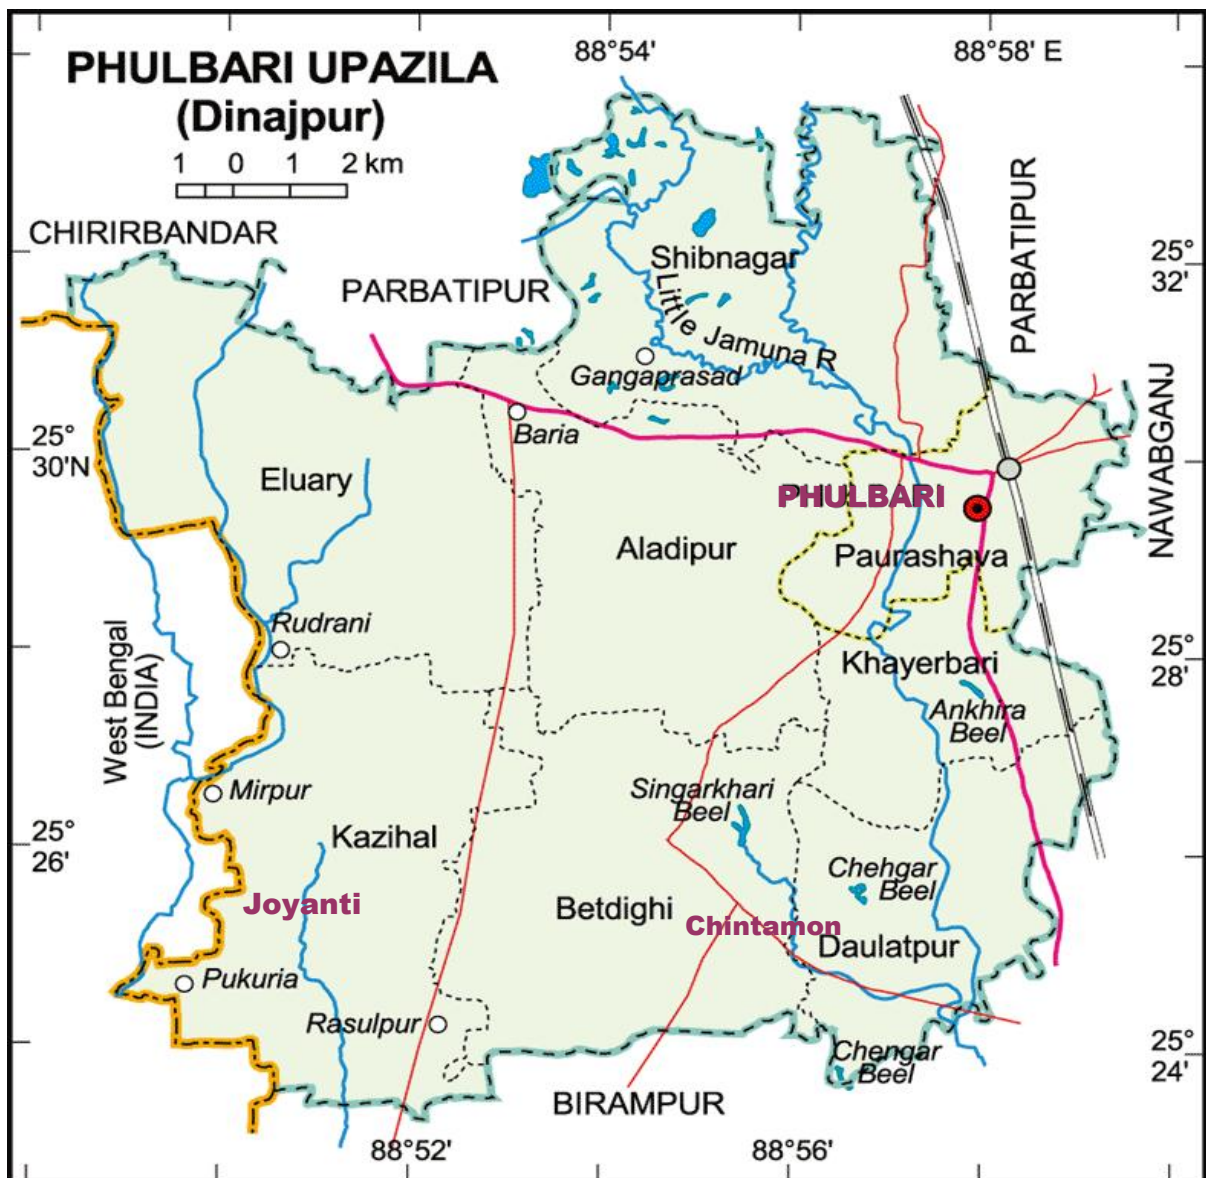 PHULBARI UPAZILA
(Dinajpur)
1 0 1 2 km
88°54'
88°58' E
CHIRIRBANDAR
PARBATIPUR
PARBATIPUR
NAWABGANJ
25°
32'
Shibnagar
Little Jamuna R
Gangaprasad
Baria
25°
30'N
Eluary
PHULBARI
Aladipur
Paurashava
Rudrani
West Bengal
(INDIA)
Khayerbari
25°
28'
Ankhira
Beel
Singarkhari
Beel
Mirpur
25°
26'
Kazihal
Chehgar
Beel
Joyanti
Betdighi
Chintamon
Daulatpur
Pukuria
Rasulpur
Chengar
Beel
25°
24'
BIRAMPUR
88°52'
88°56'